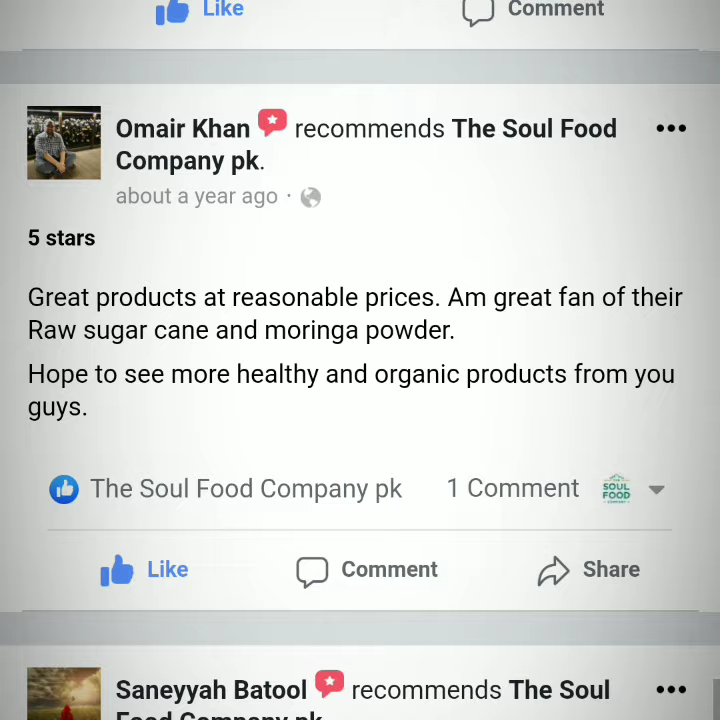 Like Comment
Omair Khan recommends The Soul Food
Company pk.
about a year ago ·
5 stars
Great products at reasonable prices. Am great fan of their
Raw sugar cane and moringa powder.
Hope to see more healthy and organic products from you
guys.
The Soul Food Company pk 1 Comment SOUL FOOD
Like Comment Share
Saneyyah Batool recommends The Soul
Food Company pk